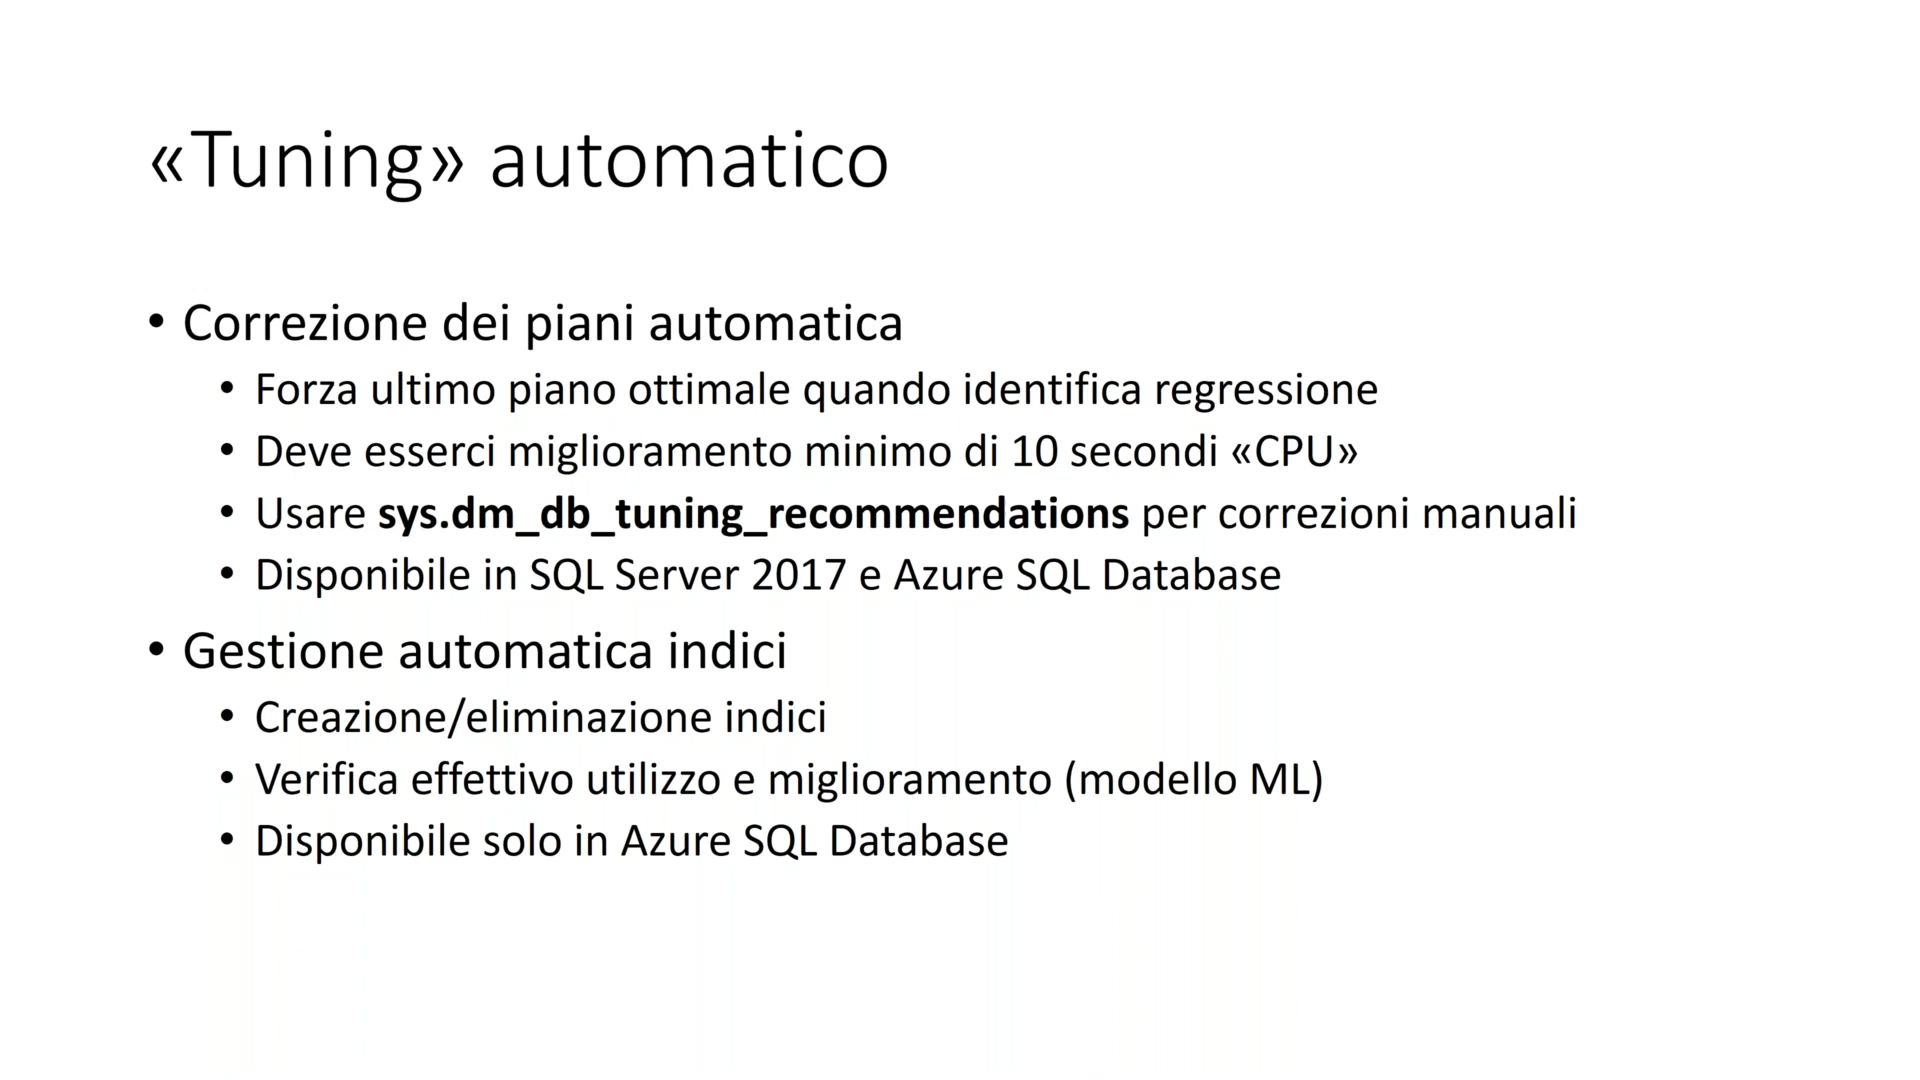 «Tuning» automatico
• Correzione dei piani automatica
• Forza ultimo piano ottimale quando identifica regressione
• Deve esserci miglioramento minimo di 10 secondi «CPU»
• Usare sys.dm_db_tuning_recommendations per correzioni manuali
• Disponibile in SQL Server 2017 e Azure SQL Database
• Gestione automatica indici
• Creazione/eliminazione indici
• Verifica effettivo utilizzo e miglioramento (modello ML)
• Disponibile solo in Azure SQL Database